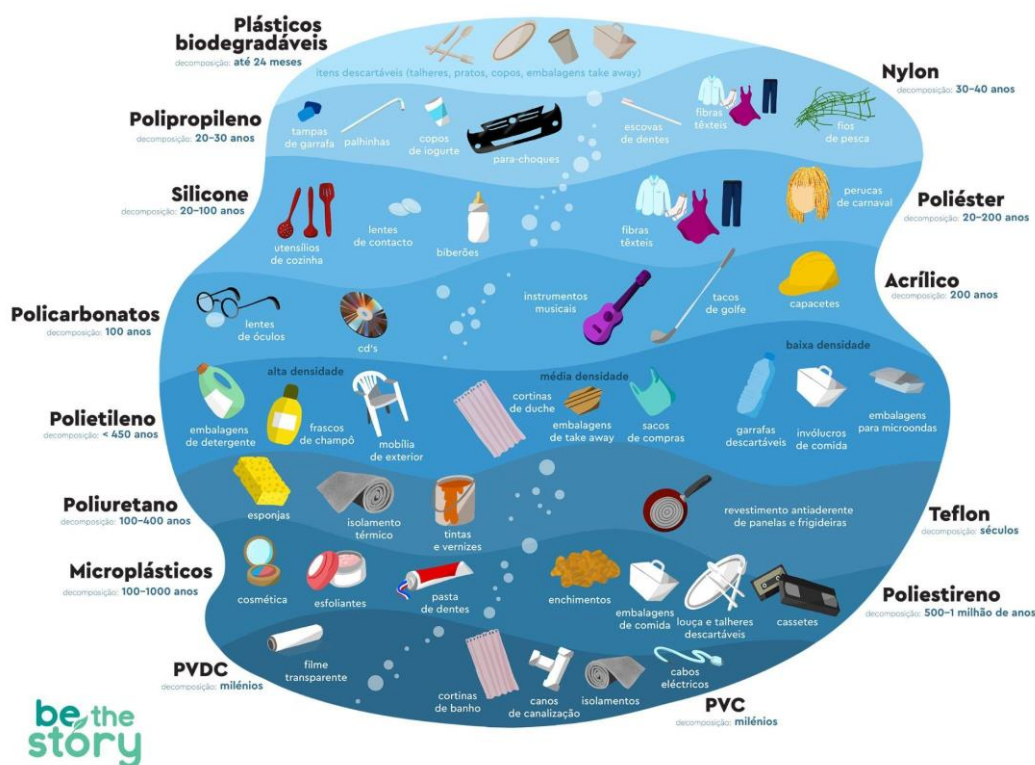 Plásticos
biodegradáveis
decomposição: até 24 meses
itens descartáveis (talheres, pratos, copos, embalagens take away)
Nylon
decomposição: 30-40 anos
Polipropileno
decomposição: 20-30 anos
tampas
de garrafa
palhinhas
copos
de iogurte
para-choques
escovas
de dentes
fibras
têxteis
fios
de pesca
Silicone
decomposição: 20-100 anos
utensílios
de cozinha
lentes
de contacto
biberões
fibras
têxteis
perucas
de carnaval
Poliéster
decomposição: 20-200 anos
Policarbonatos
decomposição: 100 anos
lentes
de óculos
cd's
instrumentos
musicais
tacos
de golfe
capacetes
Acrílico
decomposição: 200 anos
Polietileno
decomposição: < 450 anos
alta densidade
embalagens
de detergente
frascos
de champô
mobília
de exterior
média densidade
cortinas
de duche
embalagens
de take away
sacos
de compras
baixa densidade
garrafas
descartáveis
invólucros
de comida
embalagens
para microondas
Poliuretano
decomposição: 100-400 anos
esponjas
isolamento
térmico
tintas
e vernizes
revestimento antiaderente
de panelas e frigideiras
Teflon
decomposição: séculos
Microplásticos
decomposição: 100-1000 anos
cosmética
esfoliantes
pasta
de dentes
enchimentos
embalagens
de comida
louça e talheres
descartáveis
cassetes
Poliestireno
decomposição: 500-1 milhão de anos
PVDC
decomposição: milénios
filme
transparente
cortinas
de banho
canos
de canalização
isolamentos
cabos
eléctricos
PVC
decomposição: milénios
be the
story